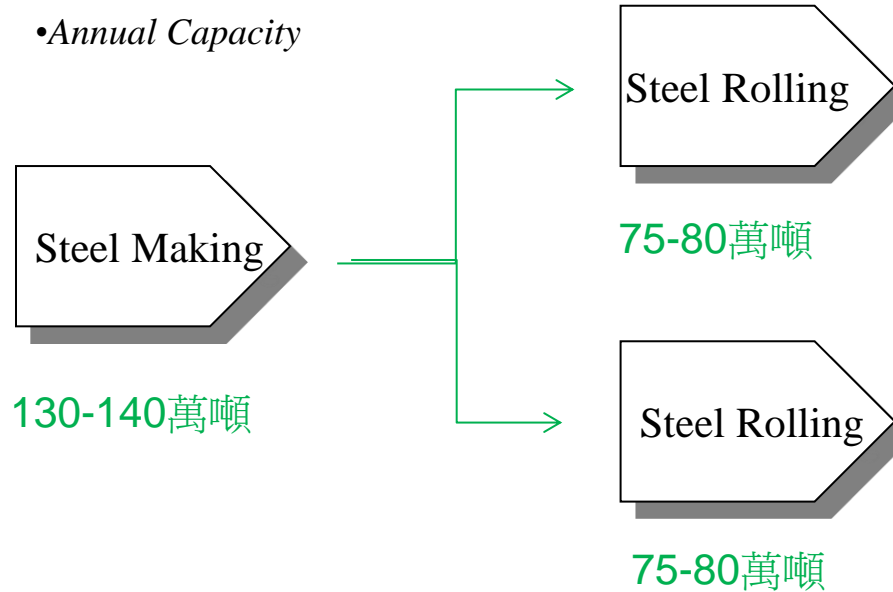 •Annual Capacity
Steel Rolling
75-80萬噸
Steel Making
130-140萬噸
Steel Rolling
75-80萬噸